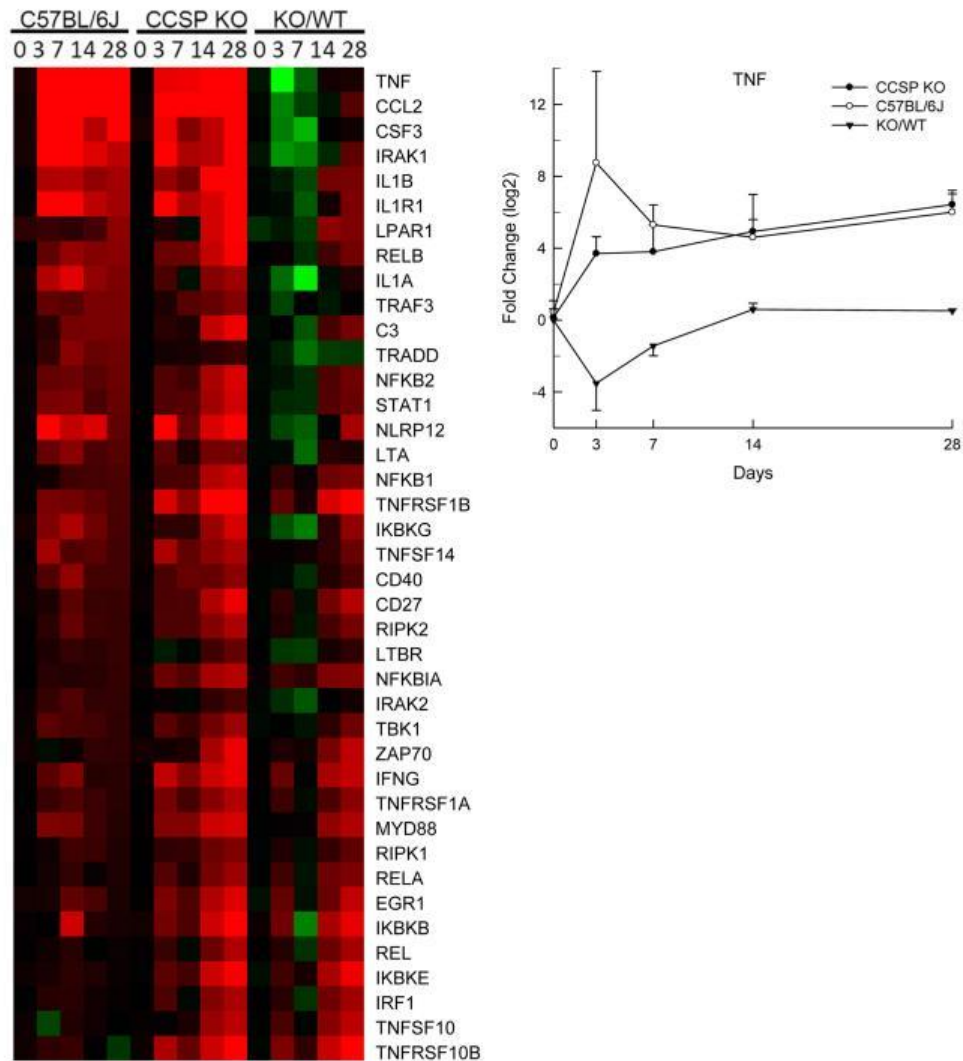 C57BL/6J CCSP KO KO/WT
0 3 7 14 28 0 3 7 14 28 0 3 7 14 28
TNF
CCL2
CSF3
IRAK1
IL1B
IL1R1
LPAR1
RELB
IL1A
TRAF3
C3
TRADD
NFKB2
STAT1
NLRP12
LTA
NFKB1
TNFRSF1B
IKBKG
TNFSF14
CD40
CD27
RIPK2
LTBR
NFKBIA
IRAK2
TBK1
ZAP70
IFNG
TNFRSF1A
MYD88
RIPK1
RELA
EGR1
IKBKB
REL
IKBKE
IRF1
TNFSF10
TNFRSF10B
TNF
CCSP KO
C57BL/6J
KO/WT
Fold Change (log2)
12
8
4
0
-4
0 3 7 14 28
Days